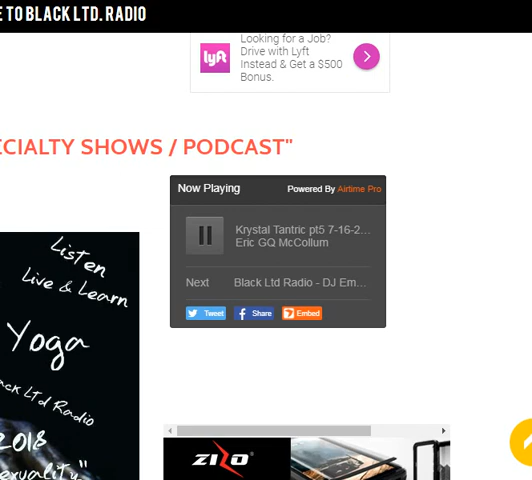 E TO BLACK LTD. RADIO
Looking for a Job?
Drive with Lyft
Instead & Get a $500
Bonus.
lyft
ECIALTY SHOWS / PODCAST"
Now Playing
Powered By Airtime Pro
Krystal Tantric pt5 7-16-2...
Eric GQ McCollum
Next
Black Ltd Radio - DJ Em...
Tweet
Share
Embed
Listen
Live & Learn
Yoga
ack Ltd Radio
2018
exuality"
ZIZO